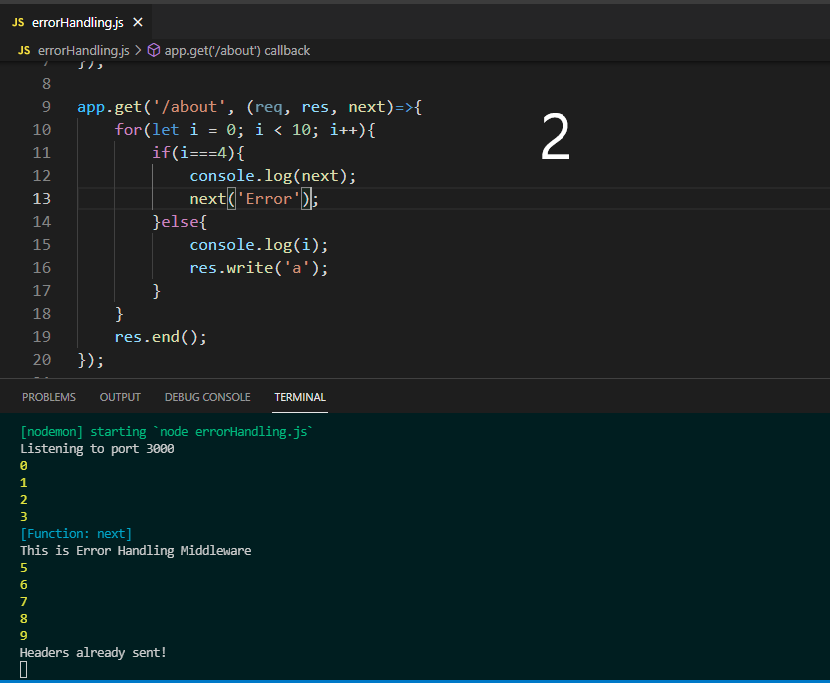 JS errorHandling.js ×
JS errorHandling.js > app.get('/about') callback
7 });
8
9 app.get('/about', (req, res, next)=>{
10 for(let i = 0; i < 10; i++){
11 if(i===4){
12 console.log(next);
13 next('Error');
14 }else{
15 console.log(i);
16 res.write('a');
17 }
18 }
19 res.end();
20 });
2
PROBLEMS OUTPUT DEBUG CONSOLE TERMINAL
[nodemon] starting `node errorHandling.js`
Listening to port 3000
0
1
2
3
[Function: next]
This is Error Handling Middleware
5
6
7
8
9
Headers already sent!